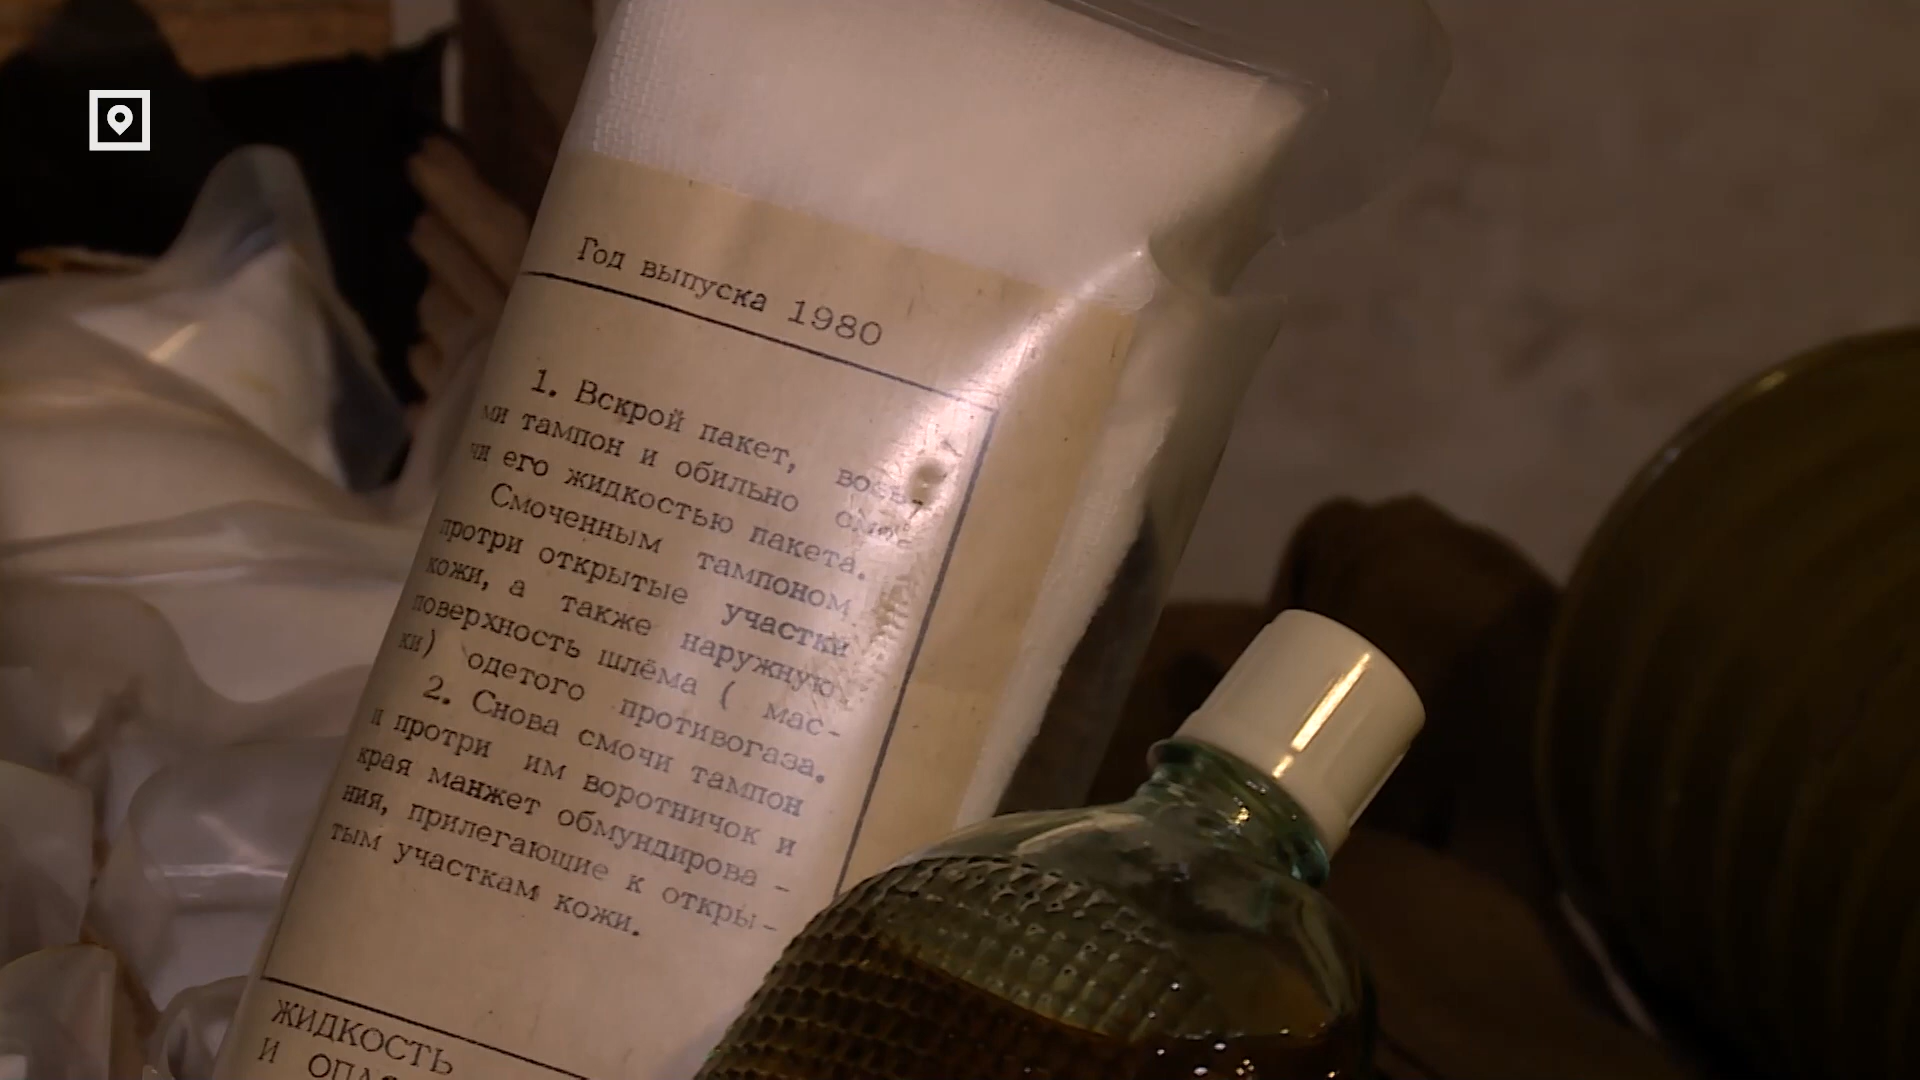 Год выпуска 1980
1. Вскрой пакет, возь-
ми тампон и обильно смо-
чи его жидкостью пакета.
Смоченным тампоном
протри открытые участки
кожи, а также наружную
поверхность шлёма ( мас-
ки) одетого противогаза.
2. Снова смочи тампон
и протри им воротничок и
края манжет обмундирова -
ния, прилегающие к откры-
тым участкам кожи.
ЖИДКОСТЬ
И